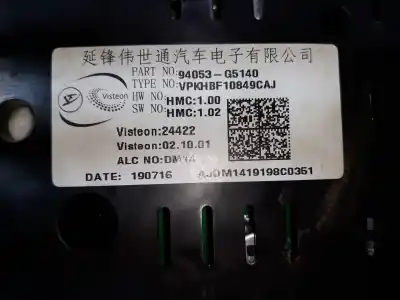 延锋伟世通汽车电子有限公司
PART NO:94053-G5140
TYPE NO:VPKHBF10849CAJ
Visteon
HW NO:HMC:1.00
SW NO:HMC:1.02
Visteon:24422
Visteon:02.10.01
ALC NO:
DATE: 190716